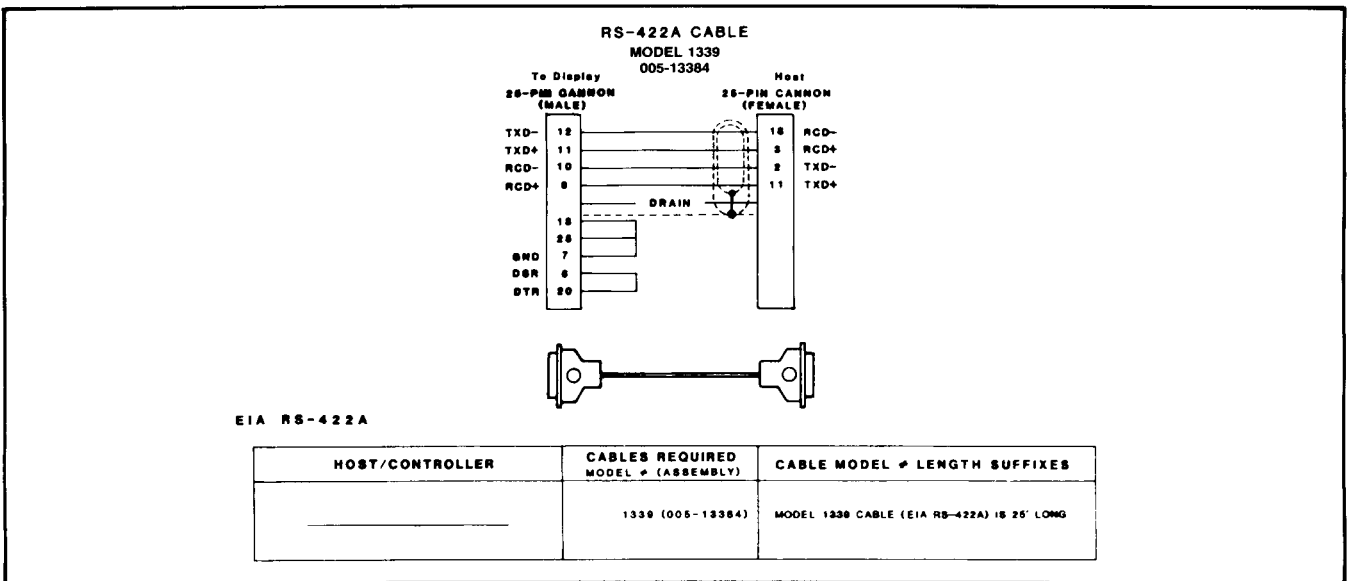 RS-422A CABLE
MODEL 1339
005-13384
To Display
25-PIN CANNON
(MALE)
Host
25-PIN CANNON
(FEMALE)
TXD- 12 16 RCD-
TXD+ 11 3 RCD+
RCD- 10 2 TXD-
RCD+ 9 11 TXD+
DRAIN
18
25
GND 7
DSR 6
DTR 20
EIA RS-422A
HOST/CONTROLLER
CABLES REQUIRED
MODEL # (ASSEMBLY)
CABLE MODEL # LENGTH SUFFIXES
1339 (005-13384)
MODEL 1339 CABLE (EIA RS-422A) IS 25' LONG